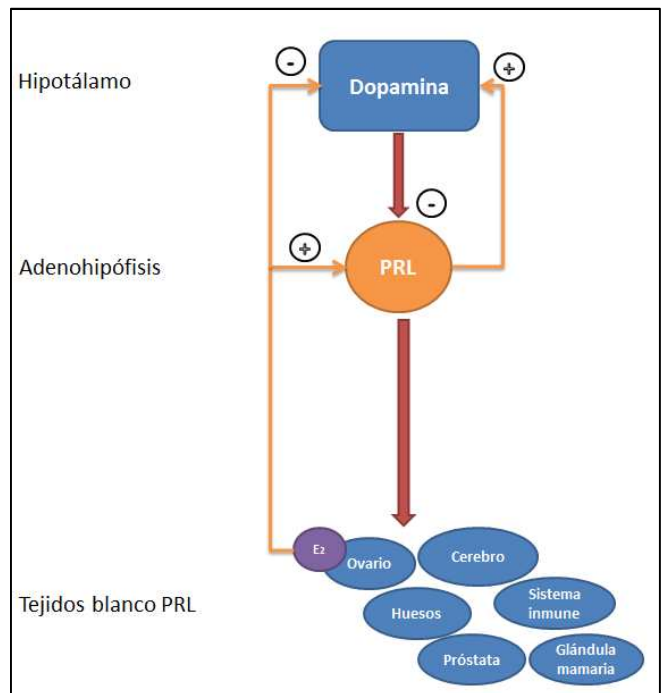 Hipotálamo
-
Dopamina
+
-
Adenohipófisis
+
PRL
Tejidos blanco PRL
E₂
Ovario
Cerebro
Huesos
Sistema
inmune
Próstata
Glándula
mamaria